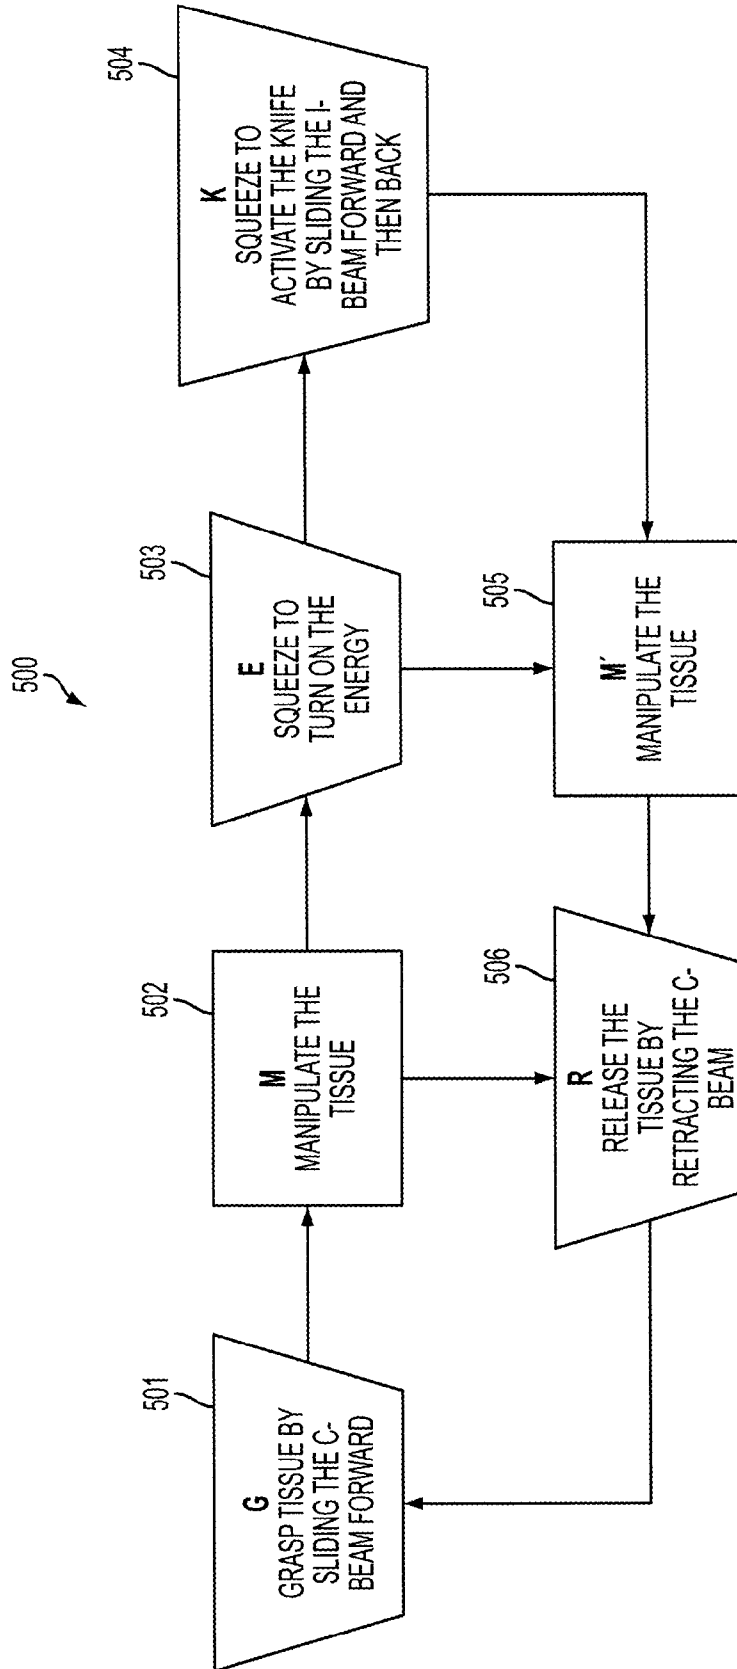 500
501
G
GRASP TISSUE BY
SLIDING THE C-
BEAM FORWARD
502
M
MANIPULATE THE
TISSUE
503
E
SQUEEZE TO
TURN ON THE
ENERGY
504
K
SQUEEZE TO
ACTIVATE THE KNIFE
BY SLIDING THE I-
BEAM FORWARD AND
THEN BACK
506
R
RELEASE THE
TISSUE BY
RETRACTING THE C-
BEAM
505
M´
MANIPULATE THE
TISSUE